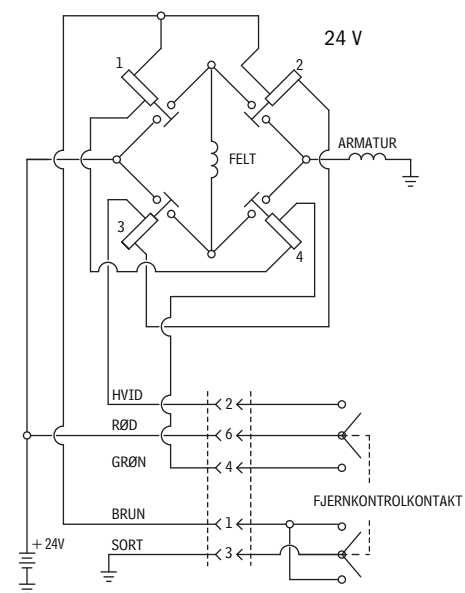 24 V
1
2
ARMATUR
FELT
3
4
HVID
2
RØD
6
GRØN
4
FJERNKONTROLKONTAKT
BRUN
1
+ 24V
SORT
3